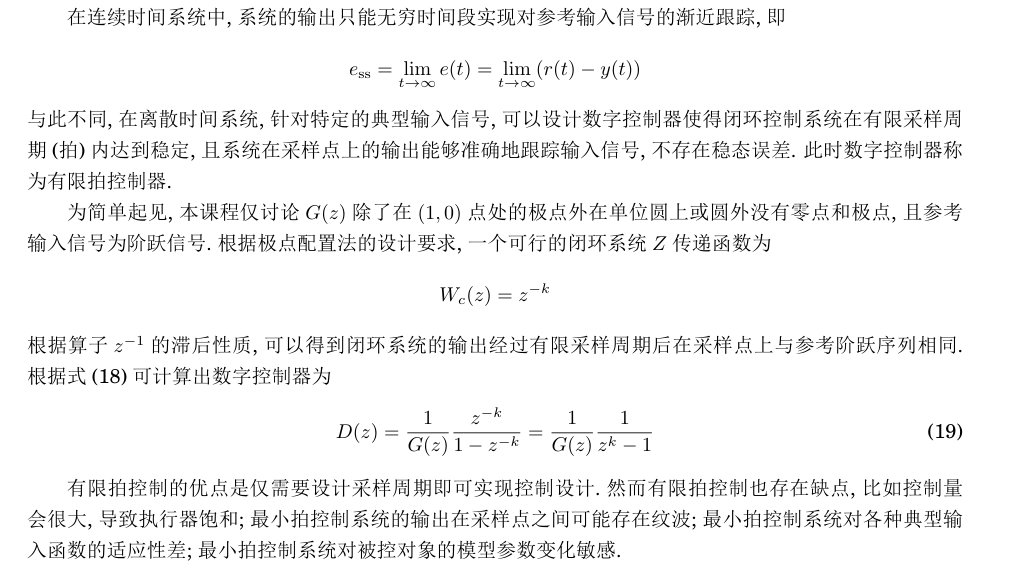 在连续时间系统中, 系统的输出只能无穷时间段实现对参考输入信号的渐近跟踪, 即
e_ss = lim_{t→∞} e(t) = lim_{t→∞} (r(t) − y(t))
与此不同, 在离散时间系统, 针对特定的典型输入信号, 可以设计数字控制器使得闭环控制系统在有限采样周
期 (拍) 内达到稳定, 且系统在采样点上的输出能够准确地跟踪输入信号, 不存在稳态误差. 此时数字控制器称
为有限拍控制器.
为简单起见, 本课程仅讨论 G(z) 除了在 (1, 0) 点处的极点外在单位圆上或圆外没有零点和极点, 且参考
输入信号为阶跃信号. 根据极点配置法的设计要求, 一个可行的闭环系统 Z 传递函数为
W_c(z) = z^{−k}
根据算子 z^{−1} 的滞后性质, 可以得到闭环系统的输出经过有限采样周期后在采样点上与参考阶跃序列相同.
根据式 (18) 可计算出数字控制器为
D(z) = \frac{1}{G(z)} \frac{z^{−k}}{1 − z^{−k}} = \frac{1}{G(z)} \frac{1}{z^k − 1} (19)
有限拍控制的优点是仅需要设计采样周期即可实现控制设计. 然而有限拍控制也存在缺点, 比如控制量
会很大, 导致执行器饱和; 最小拍控制系统的输出在采样点之间可能存在纹波; 最小拍控制系统对各种典型输
入函数的适应性差; 最小拍控制系统对被控对象的模型参数变化敏感.